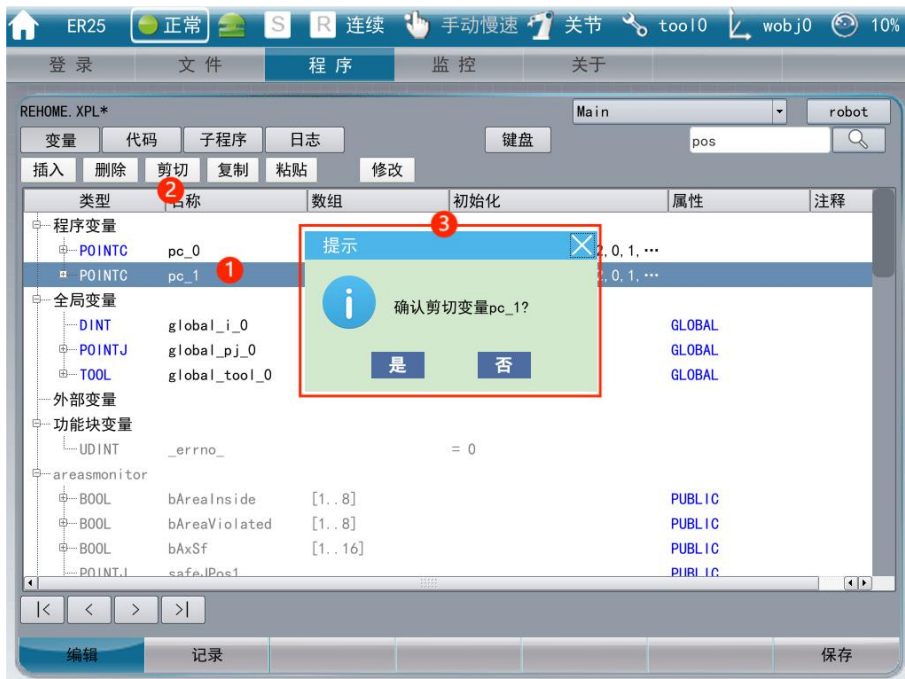 ER25 正常 S R 连续 手动慢速 关节 tool0 wobj0 10%
登录 文件 程序 监控 关于
REHOME.XPL* Main robot
变量 代码 子程序 日志 键盘 pos
插入 删除 剪切 复制 粘贴 修改
类型 2 名称 数组 初始化 属性 注释
程序变量 3
POINTC pc_0 提示 2,0,1,…
POINTC pc_1 1 2,0,1,…
全局变量
确认剪切变量pc_1?
DINT global_i_0 GLOBAL
POINTJ global_pj_0 GLOBAL
是 否
TOOL global_tool_0 GLOBAL
外部变量
功能块变量
UDINT _errno_ = 0
areasmonitor
BOOL bAreaInside [1..8] PUBLIC
BOOL bAreaViolated [1..8] PUBLIC
BOOL bAxSf [1..16] PUBLIC
POINTJ safeJPos1 PUBLIC
|< < > >|
编辑 记录 保存